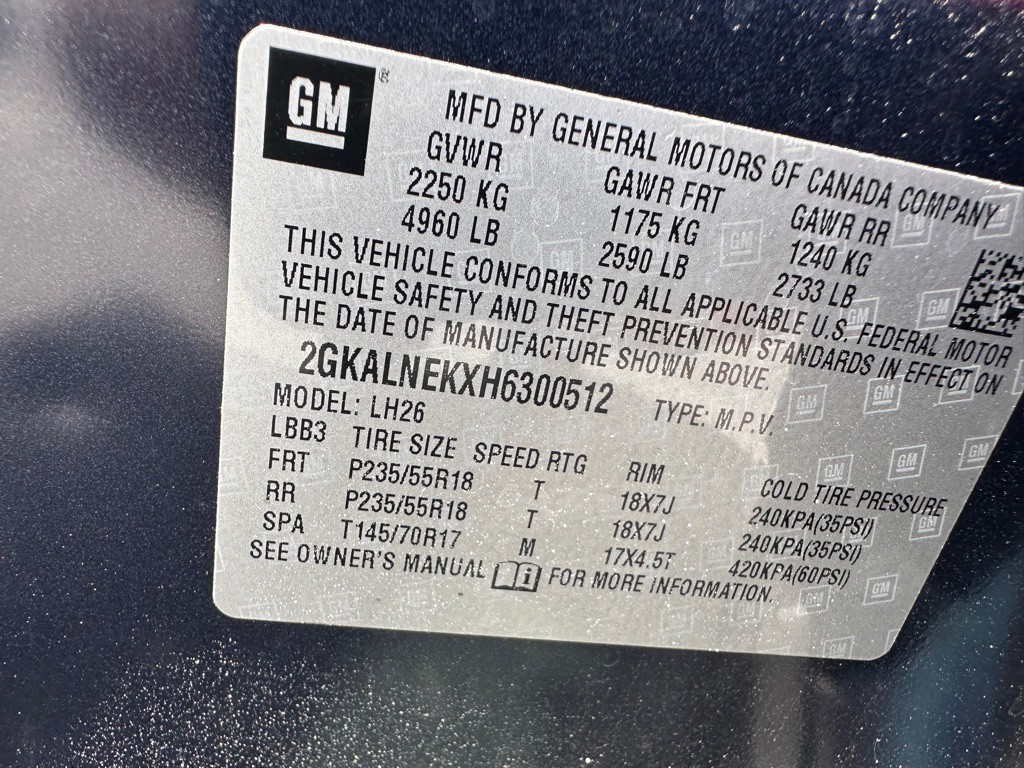 GM ®
MFD BY GENERAL MOTORS OF CANADA COMPANY
GVWR GAWR FRT GAWR RR
2250 KG 1175 KG 1240 KG
4960 LB 2590 LB 2733 LB
THIS VEHICLE CONFORMS TO ALL APPLICABLE U.S. FEDERAL MOTOR
VEHICLE SAFETY AND THEFT PREVENTION STANDARDS IN EFFECT ON
THE DATE OF MANUFACTURE SHOWN ABOVE.
2GKALNEKXH6300512 TYPE: M.P.V.
MODEL: LH26
LBB3 TIRE SIZE SPEED RTG RIM COLD TIRE PRESSURE
FRT P235/55R18 T 18X7J 240KPA(35PSI)
RR P235/55R18 T 18X7J 240KPA(35PSI)
SPA T145/70R17 M 17X4.5T 420KPA(60PSI)
SEE OWNER'S MANUAL i FOR MORE INFORMATION.